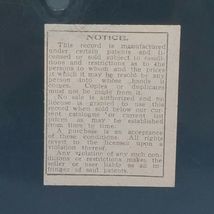 NOTICE.
This record is manufactured
under certain patents and li-
censed or sold subject to condi-
tions and restrictions as to the
persons to whom and the prices
at which it may be resold by any
person into whose hands it
comes. Copies or duplicates
must not be made from it.
No sale is authorized and no
license is granted to use this
record when sold below our cur-
rent catalogue or current list
prices as may be established
from time to time.
A purchase is an acceptance
of these conditions. All rights
revert to the licensor upon a
violation thereof.
Any violation of any such con-
ditions or restrictions makes the
seller or user liable as an in-
fringer of said patents.